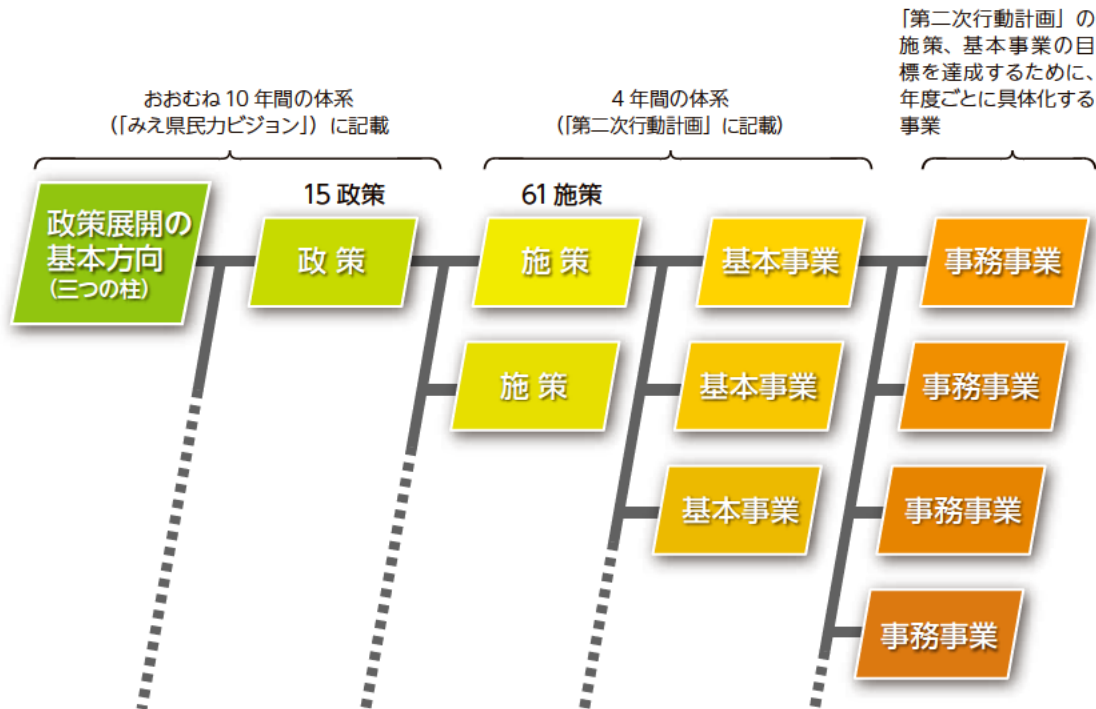 おおむね 10 年間の体系
(「みえ県民力ビジョン」) に記載
4 年間の体系
(「第二次行動計画」に記載)
「第二次行動計画」の
施策、基本事業の目
標を達成するために、
年度ごとに具体化する
事業
政策展開の
基本方向
(三つの柱)
15 政策
政 策
61 施策
施 策
施 策
基本事業
基本事業
基本事業
事務事業
事務事業
事務事業
事務事業